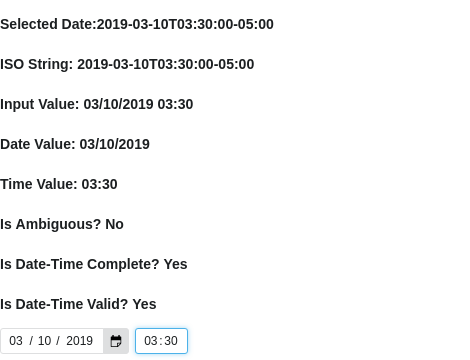 Selected Date:2019-03-10T03:30:00-05:00
ISO String: 2019-03-10T03:30:00-05:00
Input Value: 03/10/2019 03:30
Date Value: 03/10/2019
Time Value: 03:30
Is Ambiguous? No
Is Date-Time Complete? Yes
Is Date-Time Valid? Yes
03 / 10 / 2019 03:30